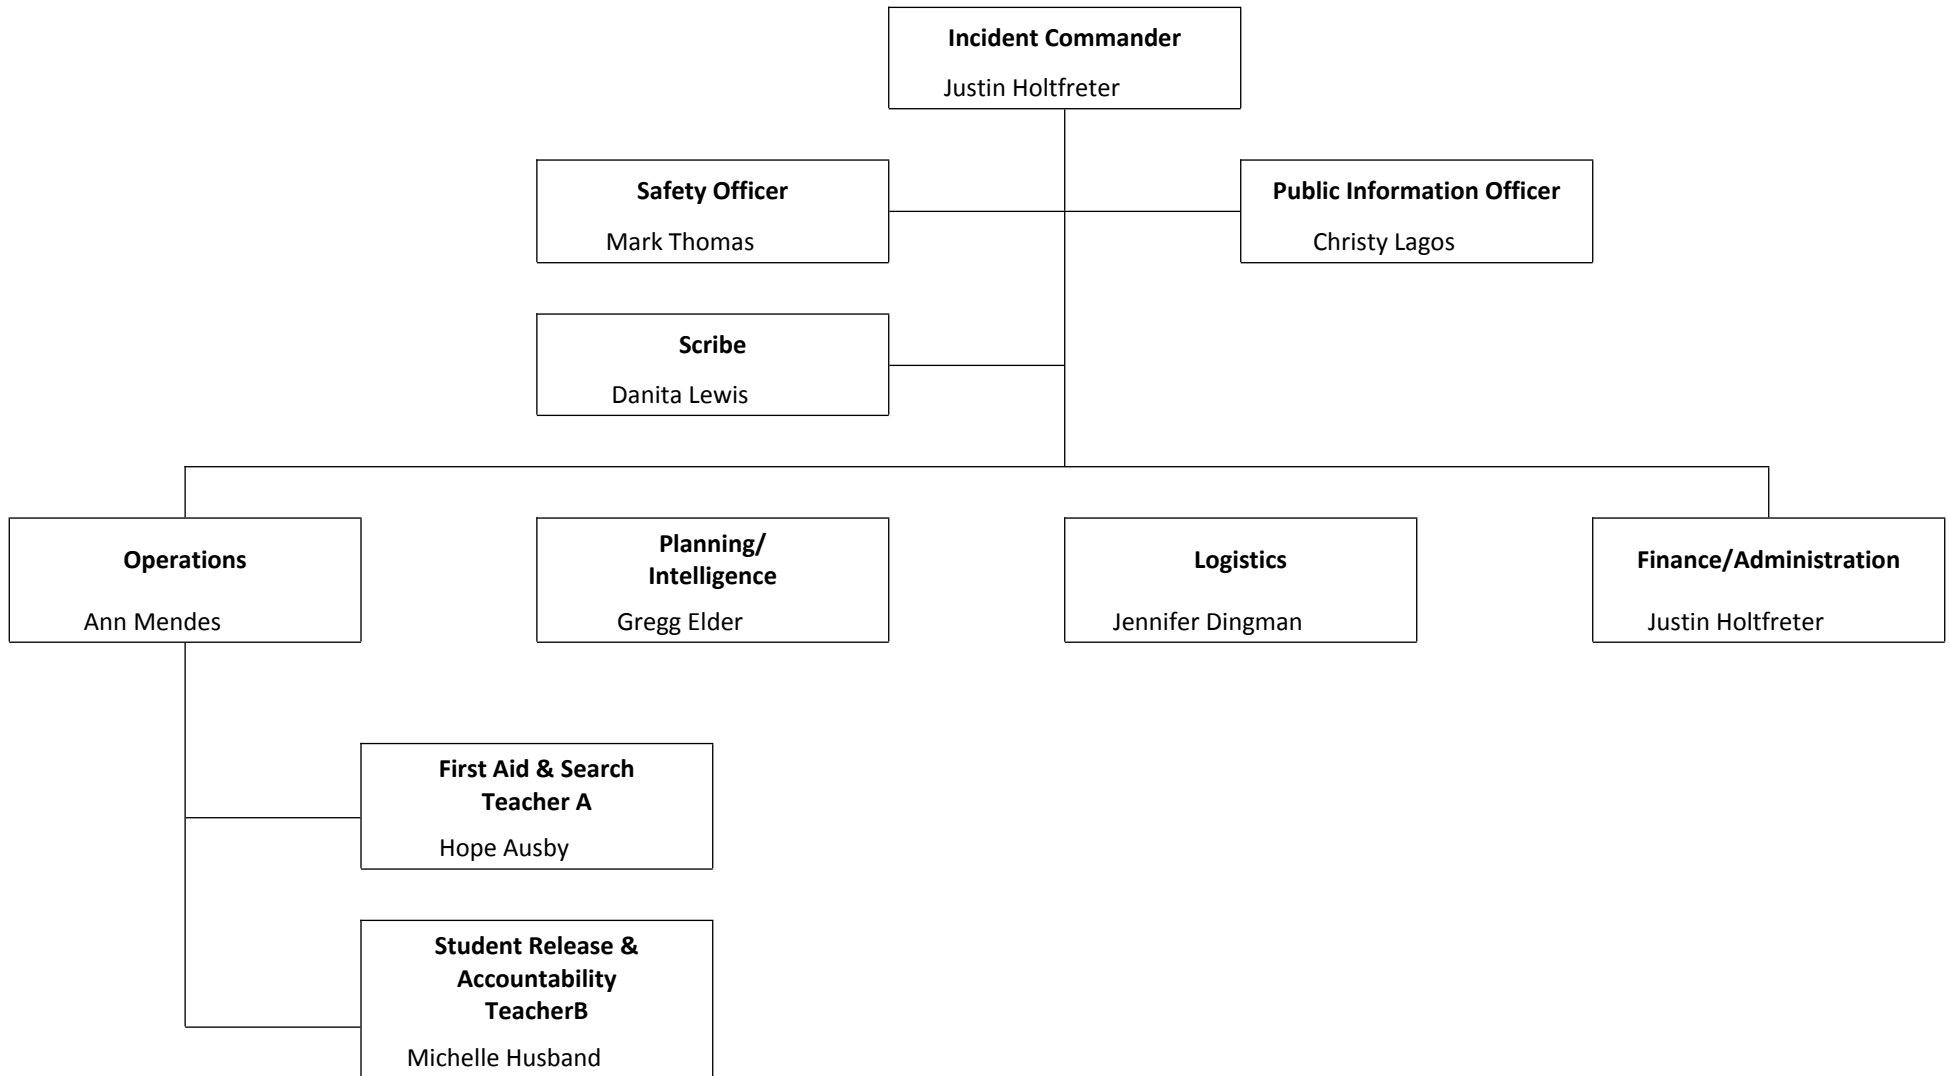 Incident Commander
Justin Holtfreter
Safety Officer
Mark Thomas
Public Information Officer
Christy Lagos
Scribe
Danita Lewis
Operations
Ann Mendes
Planning/
Intelligence
Gregg Elder
Logistics
Jennifer Dingman
Finance/Administration
Justin Holtfreter
First Aid & Search
Teacher A
Hope Ausby
Student Release &
Accountability
TeacherB
Michelle Husband